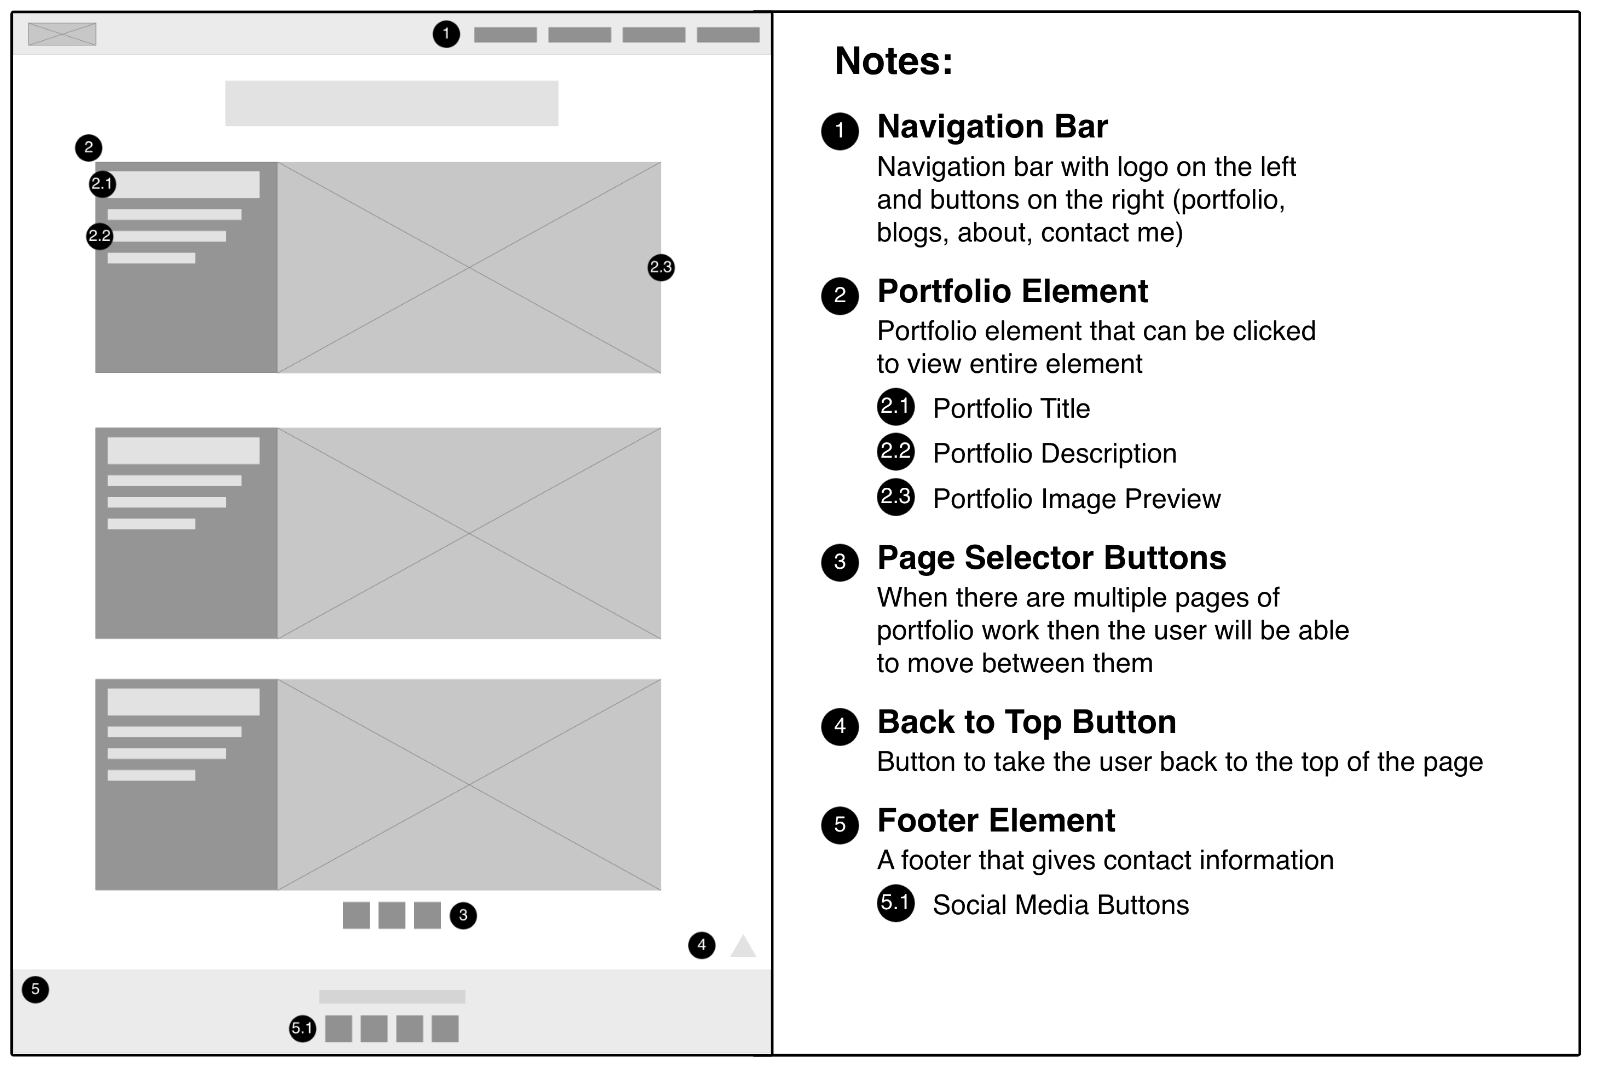 1
2
2.1
2.2
2.3
3
4
5
5.1
Notes:
1 Navigation Bar
Navigation bar with logo on the left
and buttons on the right (portfolio,
blogs, about, contact me)
2 Portfolio Element
Portfolio element that can be clicked
to view entire element
2.1 Portfolio Title
2.2 Portfolio Description
2.3 Portfolio Image Preview
3 Page Selector Buttons
When there are multiple pages of
portfolio work then the user will be able
to move between them
4 Back to Top Button
Button to take the user back to the top of the page
5 Footer Element
A footer that gives contact information
5.1 Social Media Buttons